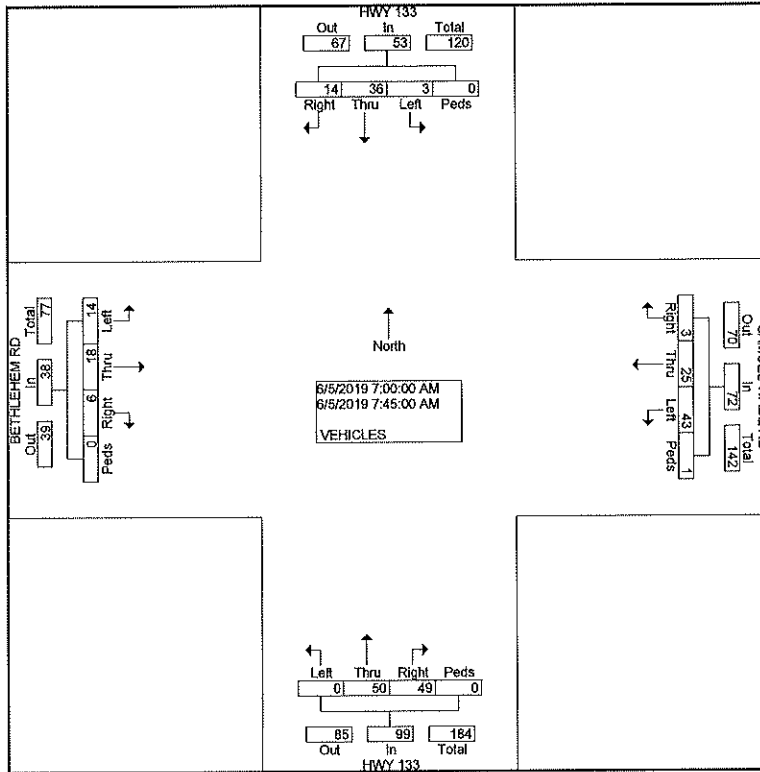 HWY 133
Out In Total
67 53 120
14 36 3 0
Right Thru Left Peds
BETHLEHEM RD
Total In Out
77 38 39
14 18 6 0
Left Thru Right Peds
North
6/5/2019 7:00:00 AM
6/5/2019 7:45:00 AM
VEHICLES
Right Thru Left Peds
3 25 43 1
Out In Total
70 72 142
Left Thru Right Peds
0 50 49 0
85 99 184
Out In Total
HWY 133